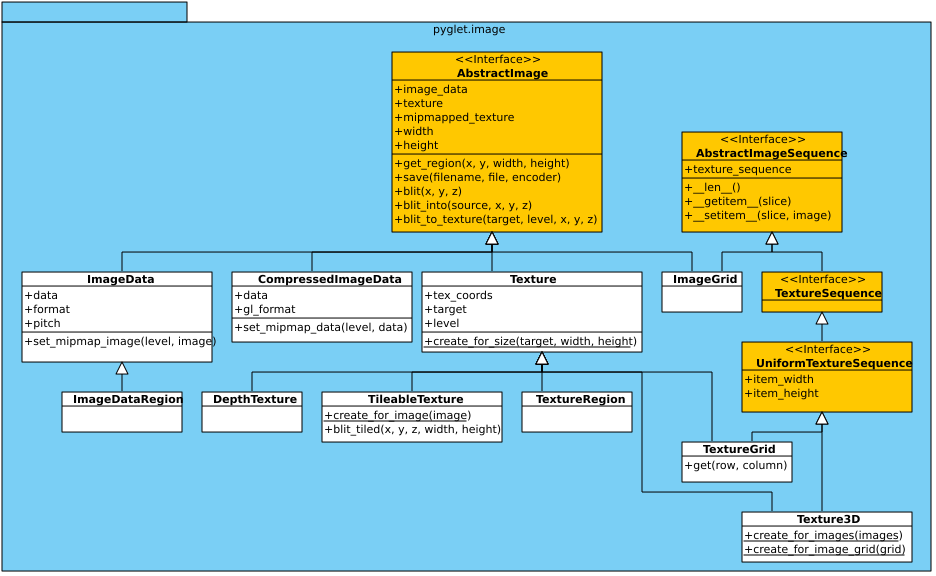 pyglet.image
<<Interface>>
AbstractImage
+image_data
+texture
+mipmapped_texture
+width
+height
+get_region(x, y, width, height)
+save(filename, file, encoder)
+blit(x, y, z)
+blit_into(source, x, y, z)
+blit_to_texture(target, level, x, y, z)
<<Interface>>
AbstractImageSequence
+texture_sequence
+__len__()
+__getitem__(slice)
+__setitem__(slice, image)
ImageData
+data
+format
+pitch
+set_mipmap_image(level, image)
CompressedImageData
+data
+gl_format
+set_mipmap_data(level, data)
Texture
+tex_coords
+target
+level
+create_for_size(target, width, height)
ImageGrid
<<Interface>>
TextureSequence
<<Interface>>
UniformTextureSequence
+item_width
+item_height
ImageDataRegion
DepthTexture
TileableTexture
+create_for_image(image)
+blit_tiled(x, y, z, width, height)
TextureRegion
TextureGrid
+get(row, column)
Texture3D
+create_for_images(images)
+create_for_image_grid(grid)